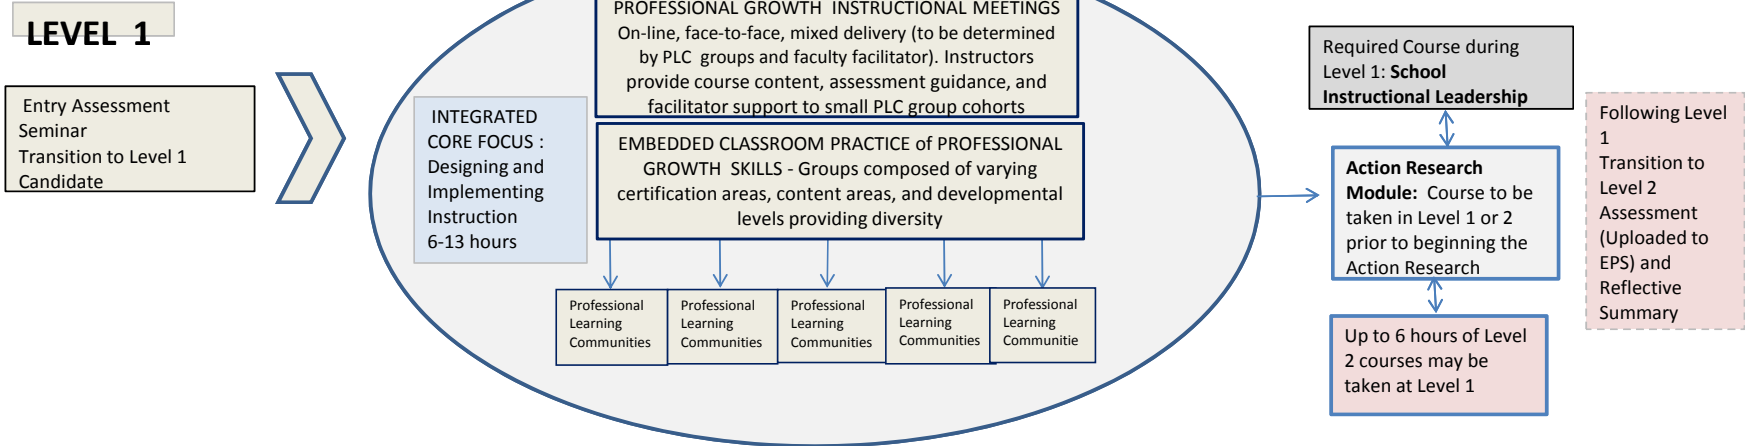 LEVEL 1
Entry Assessment
Seminar
Transition to Level 1
Candidate
INTEGRATED
CORE FOCUS :
Designing and
Implementing
Instruction
6-13 hours
PROFESSIONAL GROWTH INSTRUCTIONAL MEETINGS
On-line, face-to-face, mixed delivery (to be determined
by PLC groups and faculty facilitator). Instructors
provide course content, assessment guidance, and
facilitator support to small PLC group cohorts
EMBEDDED CLASSROOM PRACTICE of PROFESSIONAL
GROWTH SKILLS - Groups composed of varying
certification areas, content areas, and developmental
levels providing diversity
Professional
Learning
Communities
Professional
Learning
Communities
Professional
Learning
Communities
Professional
Learning
Communities
Professional
Learning
Communitie
Required Course during
Level 1: School
Instructional Leadership
Action Research
Module: Course to be
taken in Level 1 or 2
prior to beginning the
Action Research
Up to 6 hours of Level
2 courses may be
taken at Level 1
Following Level
1
Transition to
Level 2
Assessment
(Uploaded to
EPS) and
Reflective
Summary